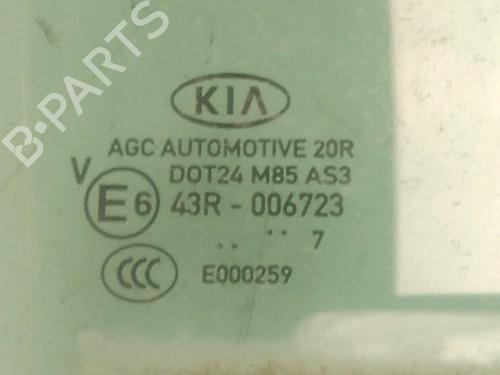 KIA
AGC AUTOMOTIVE 20R
V DOT24 M85 AS3
E6 43R - 006723
.. ¨ 7
CCC E000259
B-PARTS